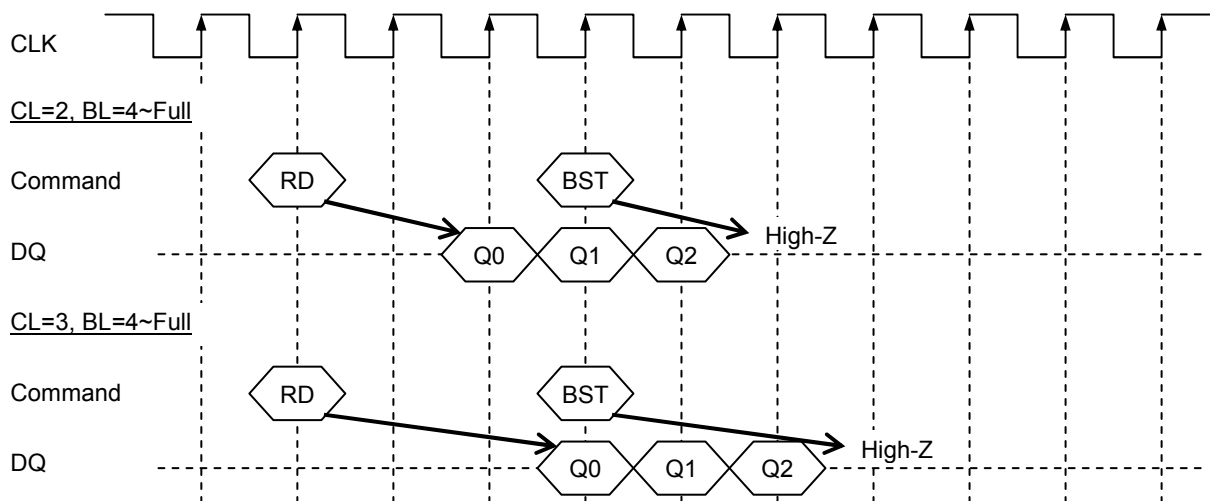 CLK
CL=2, BL=4~Full
Command RD BST
DQ Q0 Q1 Q2 High-Z
CL=3, BL=4~Full
Command RD BST
DQ Q0 Q1 Q2 High-Z